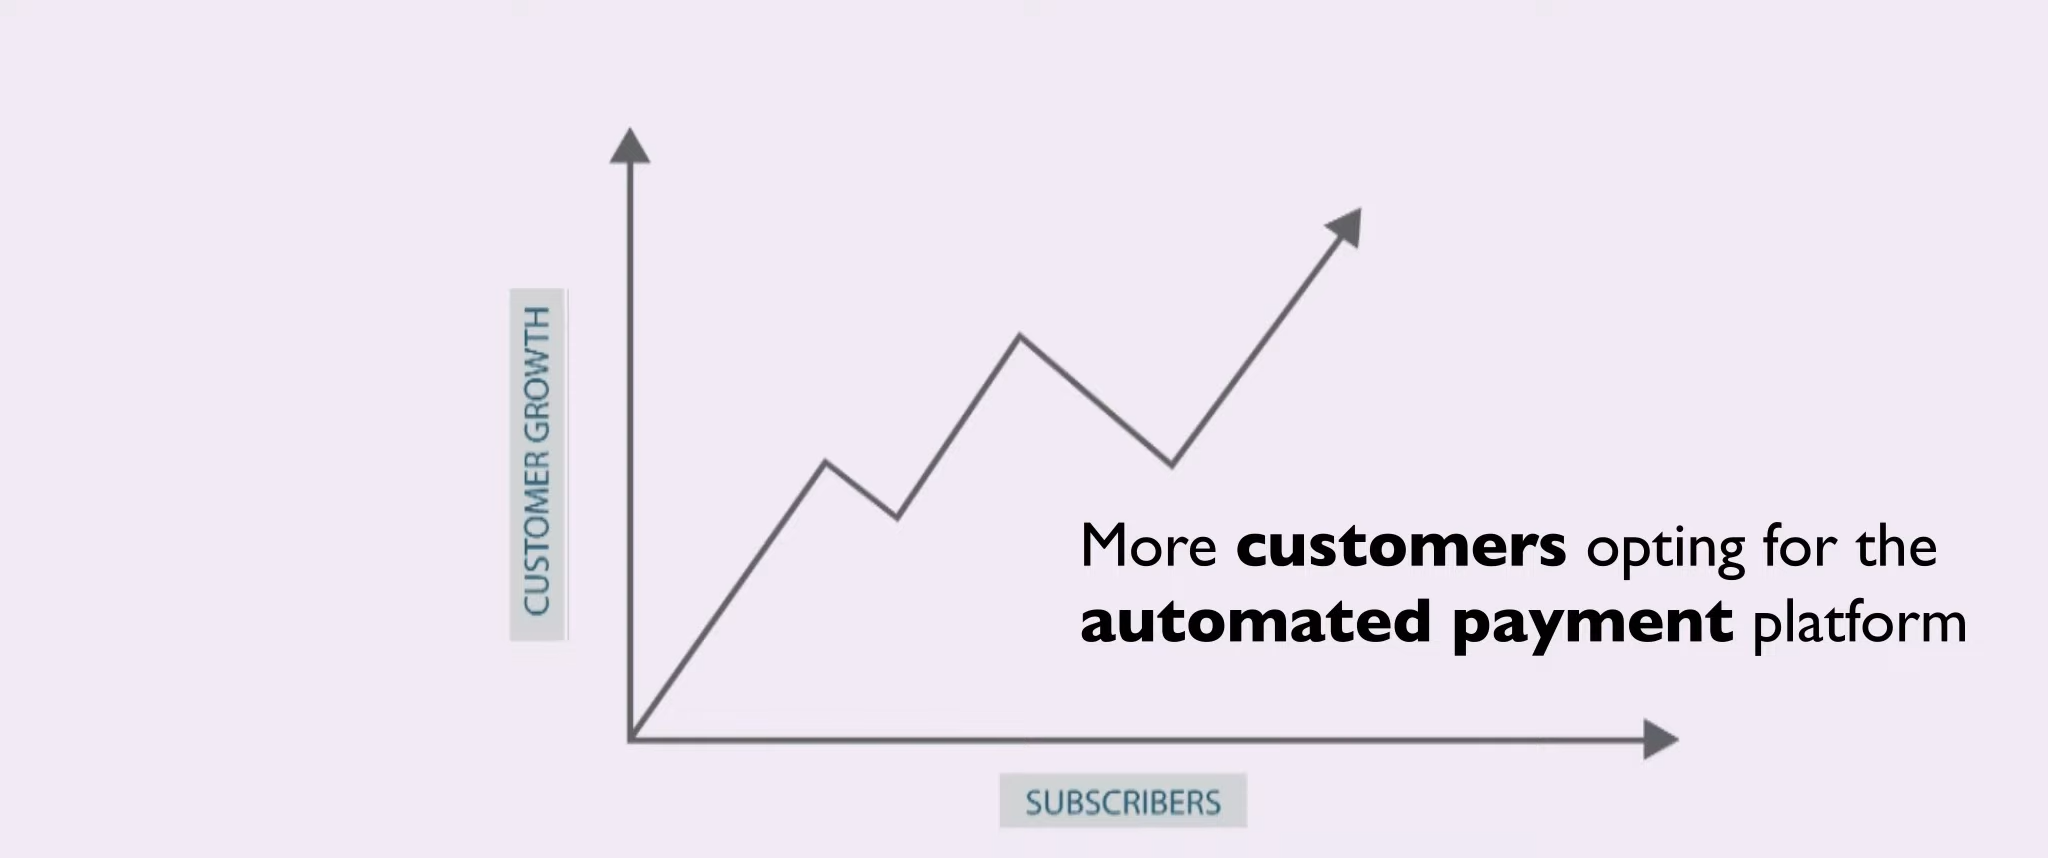 CUSTOMER GROWTH
More customers opting for the
automated payment platform
SUBSCRIBERS